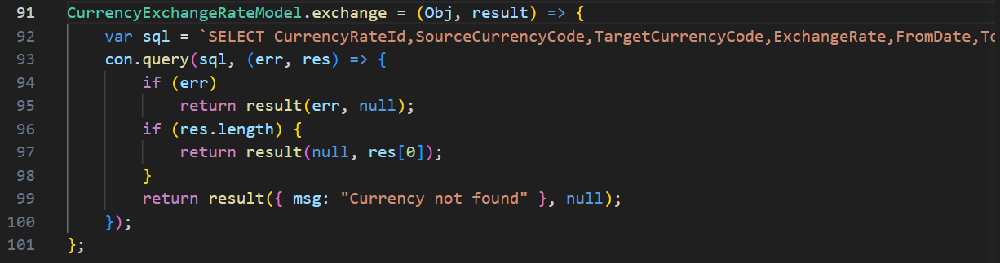 91 CurrencyExchangeRateModel.exchange = (Obj, result) => {
92 var sql = `SELECT CurrencyRateId,SourceCurrencyCode,TargetCurrencyCode,ExchangeRate,FromDate,
93 con.query(sql, (err, res) => {
94 if (err)
95 return result(err, null);
96 if (res.length) {
97 return result(null, res[0]);
98 }
99 return result({ msg: "Currency not found" }, null);
100 });
101 };